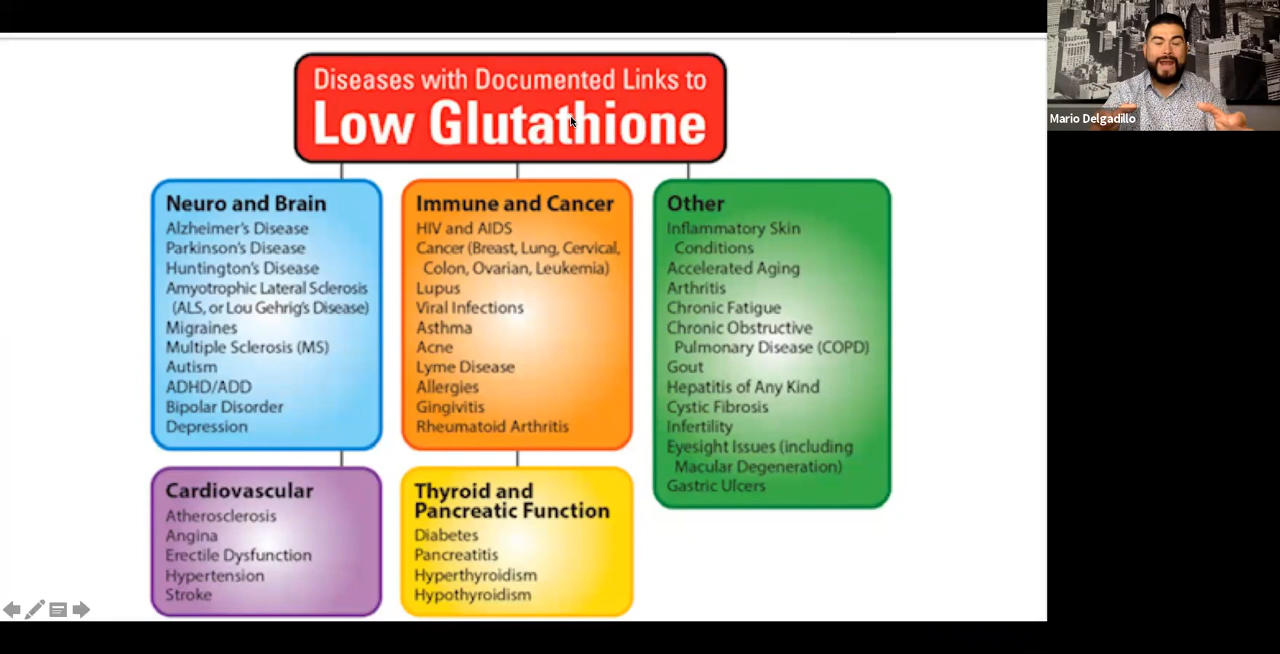 Diseases with Documented Links to
Low Glutathione
Neuro and Brain
Alzheimer's Disease
Parkinson's Disease
Huntington's Disease
Amyotrophic Lateral Sclerosis
(ALS, or Lou Gehrig's Disease)
Migraines
Multiple Sclerosis (MS)
Autism
ADHD/ADD
Bipolar Disorder
Depression
Immune and Cancer
HIV and AIDS
Cancer (Breast, Lung, Cervical,
Colon, Ovarian, Leukemia)
Lupus
Viral Infections
Asthma
Acne
Lyme Disease
Allergies
Gingivitis
Rheumatoid Arthritis
Other
Inflammatory Skin
Conditions
Accelerated Aging
Arthritis
Chronic Fatigue
Chronic Obstructive
Pulmonary Disease (COPD)
Gout
Hepatitis of Any Kind
Cystic Fibrosis
Infertility
Eyesight Issues (including
Macular Degeneration)
Gastric Ulcers
Cardiovascular
Atherosclerosis
Angina
Erectile Dysfunction
Hypertension
Stroke
Thyroid and
Pancreatic Function
Diabetes
Pancreatitis
Hyperthyroidism
Hypothyroidism
Mario Delgadillo